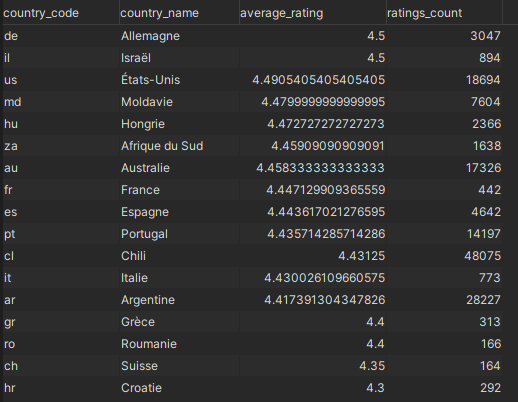 country_code country_name average_rating ratings_count
de Allemagne 4.5 3047
il Israël 4.5 894
us États-Unis 4.4905405405405405 18694
md Moldavie 4.4799999999999995 7604
hu Hongrie 4.472727272727273 2366
za Afrique du Sud 4.45909090909091 1638
au Australie 4.458333333333333 17326
fr France 4.447129909365559 442
es Espagne 4.443617021276595 4642
pt Portugal 4.435714285714286 14197
cl Chili 4.43125 48075
it Italie 4.430026109660575 773
ar Argentine 4.417391304347826 28227
gr Grèce 4.4 313
ro Roumanie 4.4 166
ch Suisse 4.35 164
hr Croatie 4.3 292